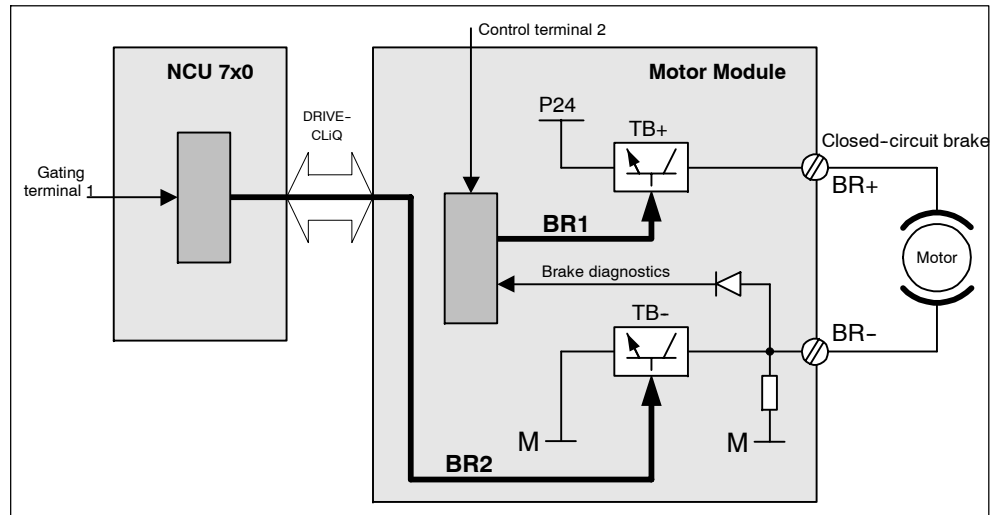 Control terminal 2
NCU 7x0
Motor Module
DRIVE-
CLiQ
P24
TB+
Closed-circuit brake
Gating
terminal 1
BR+
BR1
Motor
Brake diagnostics
TB-
BR-
M
M
BR2